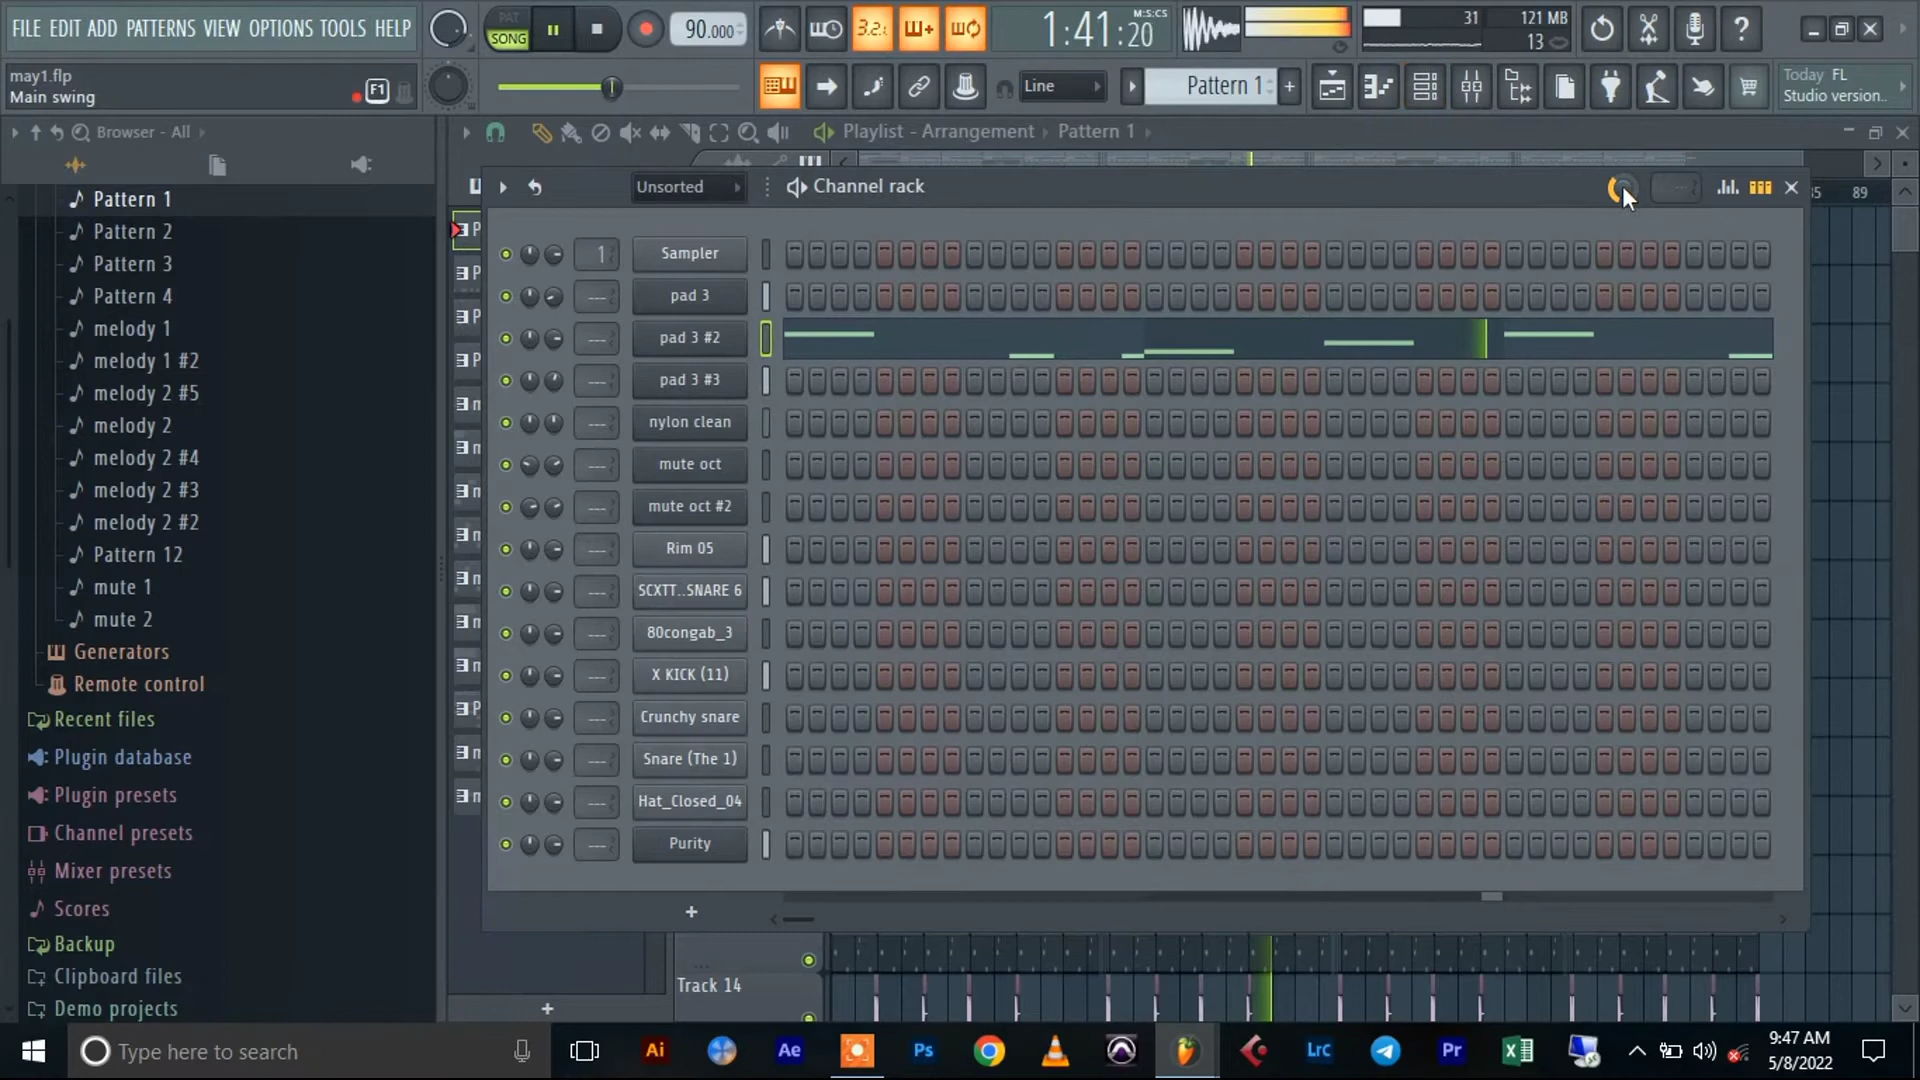 FILE EDIT ADD PATTERNS VIEW OPTIONS TOOLS HELP
PAT
SONG
90.000
3.2.
1:41:20
M:S:CS
31
121 MB
13
may1.flp
Main swing
F1
Line
Pattern 1
Today FL
Studio version..
Browser - All
Playlist - Arrangement
Pattern 1
Unsorted
Channel rack
89
Pattern 1
Pattern 2
Pattern 3
Pattern 4
melody 1
melody 1 #2
melody 2 #5
melody 2
melody 2 #4
melody 2 #3
melody 2 #2
Pattern 12
mute 1
mute 2
Generators
Remote control
Recent files
Plugin database
Plugin presets
Channel presets
Mixer presets
Scores
Backup
Clipboard files
Demo projects
1
Sampler
pad 3
pad 3 #2
pad 3 #3
nylon clean
mute oct
mute oct #2
Rim 05
SCXTT..SNARE 6
80congab_3
X KICK (11)
Crunchy snare
Snare (The 1)
Hat_Closed_04
Purity
Track 14
Type here to search
Ai
Ae
Ps
Lrc
Pr
9:47 AM
5/8/2022